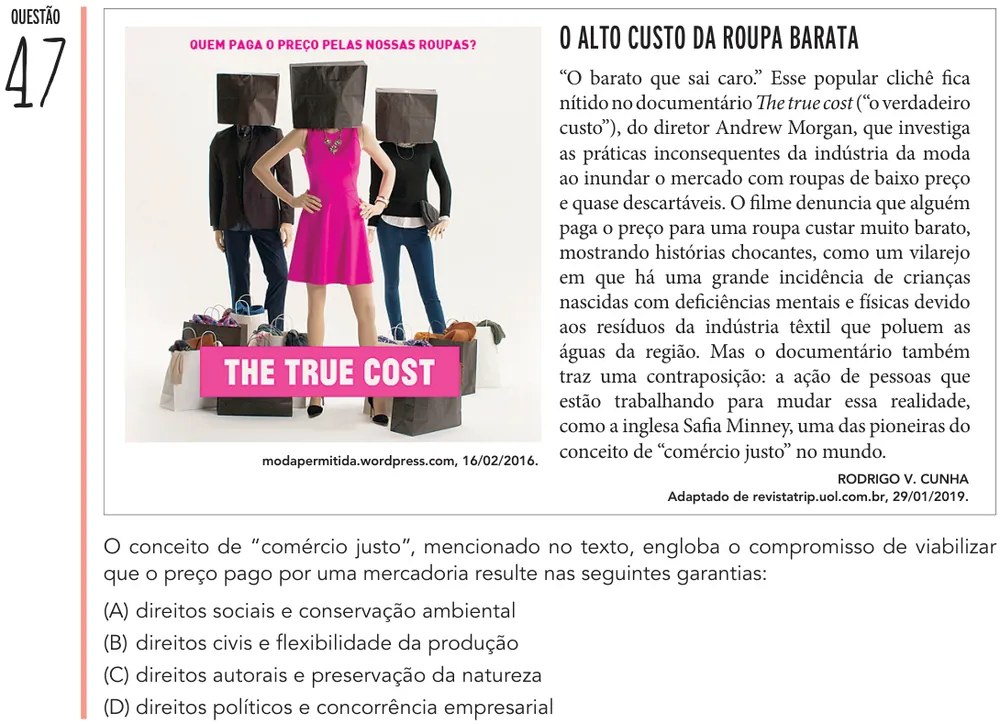 QUESTÃO
47
QUEM PAGA O PREÇO PELAS NOSSAS ROUPAS?
THE TRUE COST
modapermitida.wordpress.com, 16/02/2016.
O ALTO CUSTO DA ROUPA BARATA
“O barato que sai caro.” Esse popular clichê fica
nítido no documentário The true cost (“o verdadeiro
custo”), do diretor Andrew Morgan, que investiga
as práticas inconsequentes da indústria da moda
ao inundar o mercado com roupas de baixo preço
e quase descartáveis. O filme denuncia que alguém
paga o preço para uma roupa custar muito barato,
mostrando histórias chocantes, como um vilarejo
em que há uma grande incidência de crianças
nascidas com deficiências mentais e físicas devido
aos resíduos da indústria têxtil que poluem as
águas da região. Mas o documentário também
traz uma contraposição: a ação de pessoas que
estão trabalhando para mudar essa realidade,
como a inglesa Safia Minney, uma das pioneiras do
conceito de “comércio justo” no mundo.
RODRIGO V. CUNHA
Adaptado de revistatrip.uol.com.br, 29/01/2019.
O conceito de “comércio justo”, mencionado no texto, engloba o compromisso de viabilizar
que o preço pago por uma mercadoria resulte nas seguintes garantias:
(A) direitos sociais e conservação ambiental
(B) direitos civis e flexibilidade da produção
(C) direitos autorais e preservação da natureza
(D) direitos políticos e concorrência empresarial